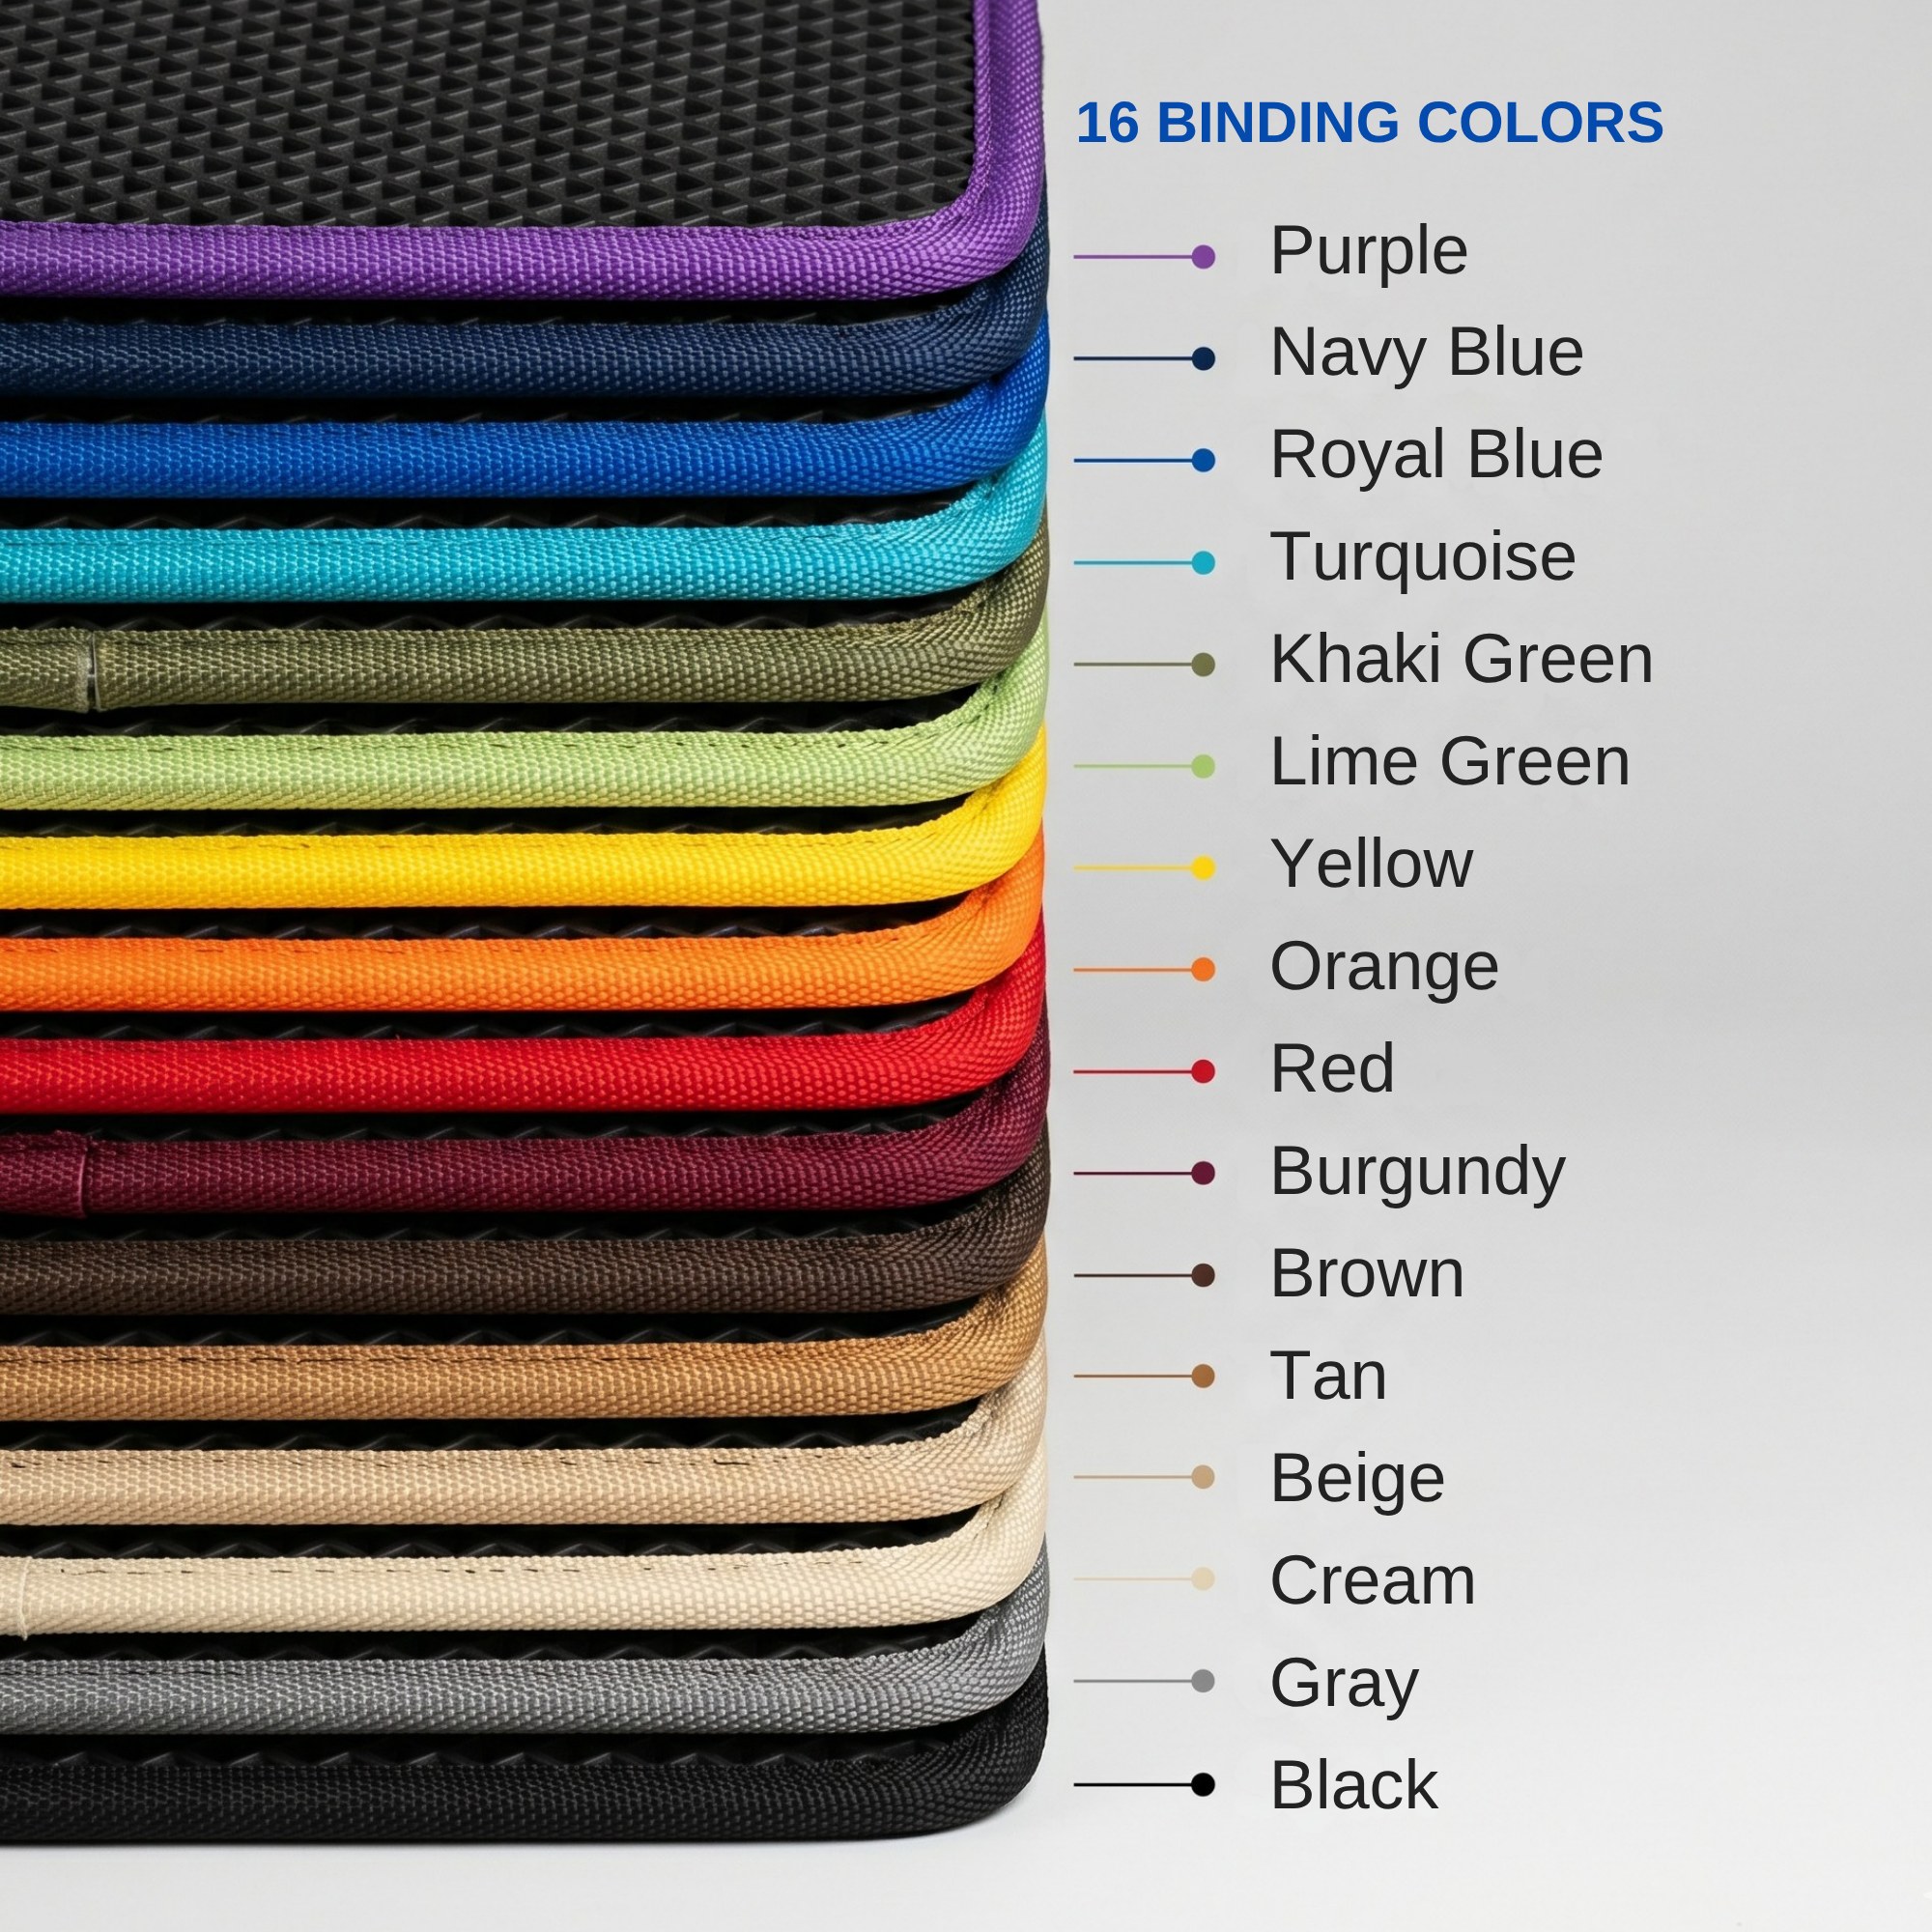 16 BINDING COLORS
Purple
Navy Blue
Royal Blue
Turquoise
Khaki Green
Lime Green
Yellow
Orange
Red
Burgundy
Brown
Tan
Beige
Cream
Gray
Black